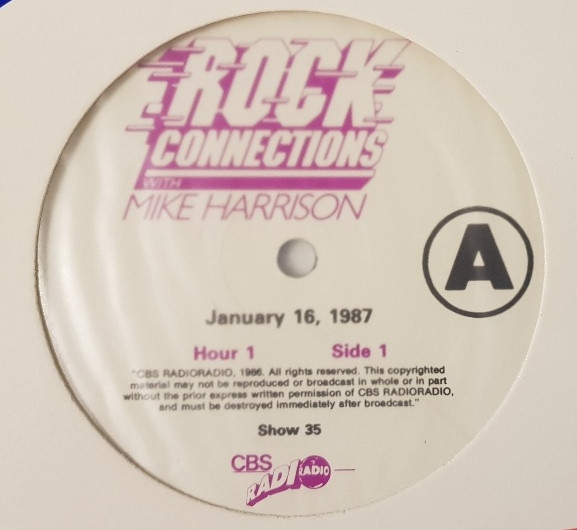 ROCK
CONNECTIONS
WITH
MIKE HARRISON
A
January 16, 1987
Hour 1 Side 1
"CBS RADIORADIO, 1986. All rights reserved. This copyrighted
material may not be reproduced or broadcast in whole or in part
without the prior express written permission of CBS RADIORADIO,
and must be destroyed immediately after broadcast."
Show 35
CBS
RADIO RADIO